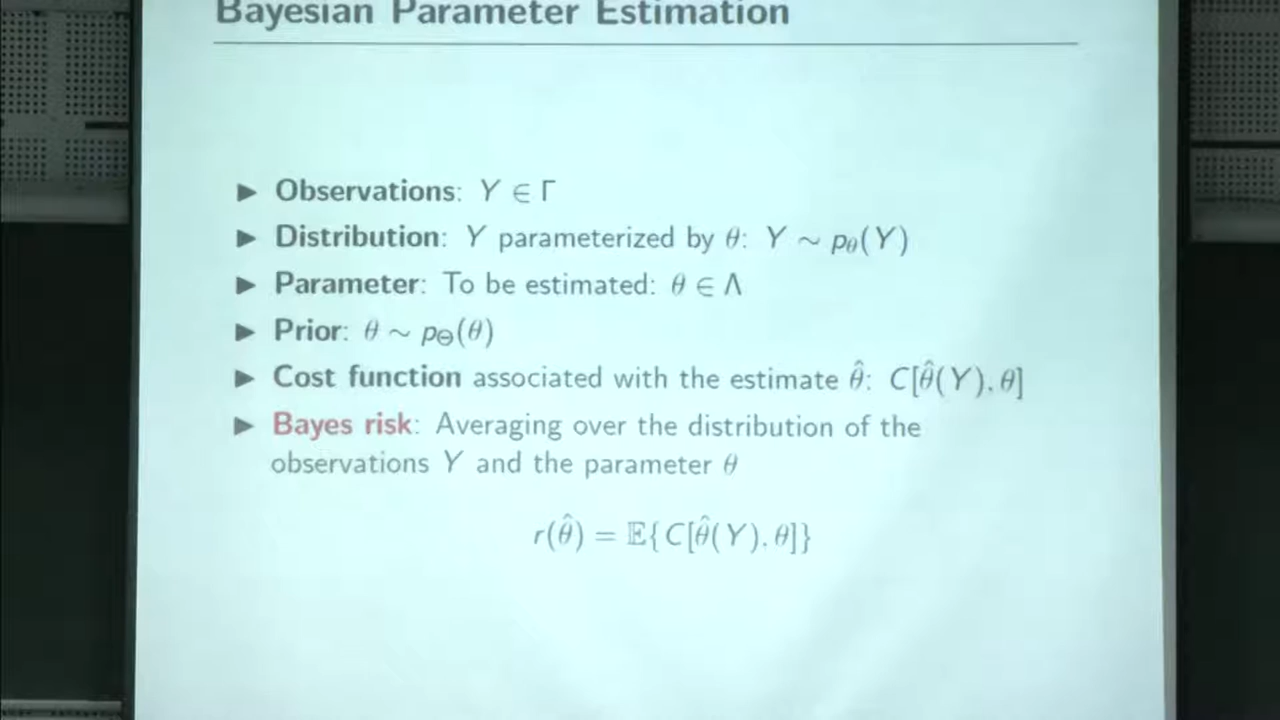 Bayesian Parameter Estimation
▶ Observations: Y ∈ Γ
▶ Distribution: Y parameterized by θ: Y ∼ p_θ(Y)
▶ Parameter: To be estimated: θ ∈ Λ
▶ Prior: θ ∼ p_Θ(θ)
▶ Cost function associated with the estimate θ̂: C[θ̂(Y), θ]
▶ Bayes risk: Averaging over the distribution of the
observations Y and the parameter θ
r(θ̂) = 𝔼{C[θ̂(Y), θ]}